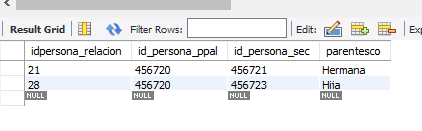 Result Grid Filter Rows: Edit:
idpersona_relacion id_persona_ppal id_persona_sec parentesco
21 456720 456721 Hermana
28 456720 456723 Hija
NULL NULL NULL NULL